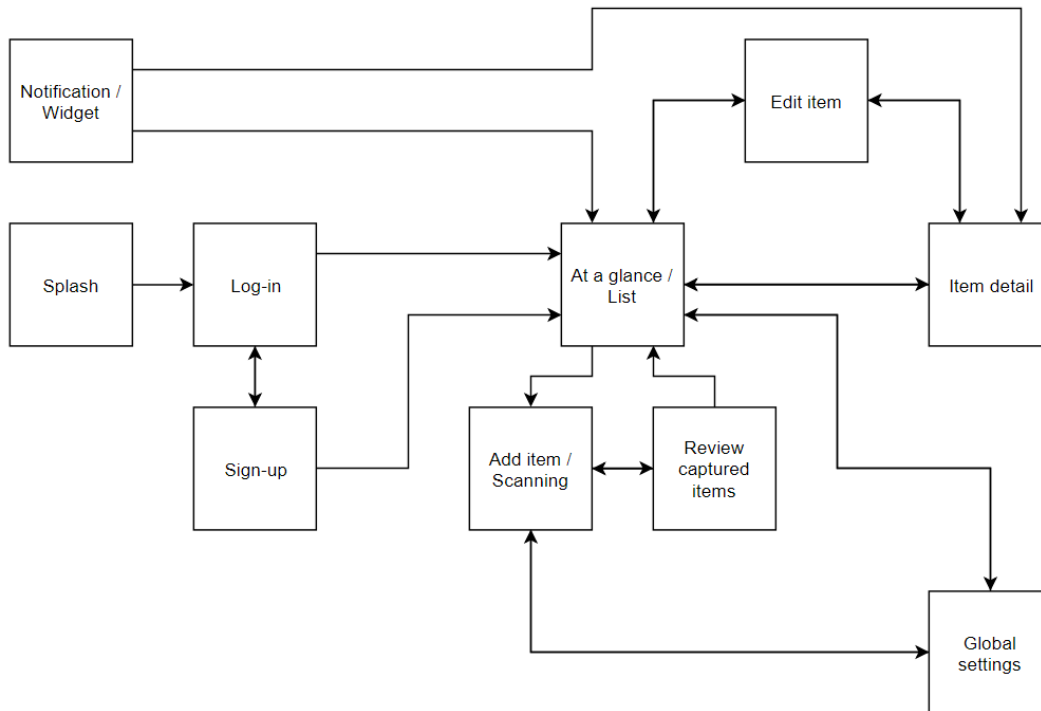 Notification /
Widget
Edit item
Splash
Log-in
At a glance /
List
Item detail
Sign-up
Add item /
Scanning
Review
captured
items
Global
settings